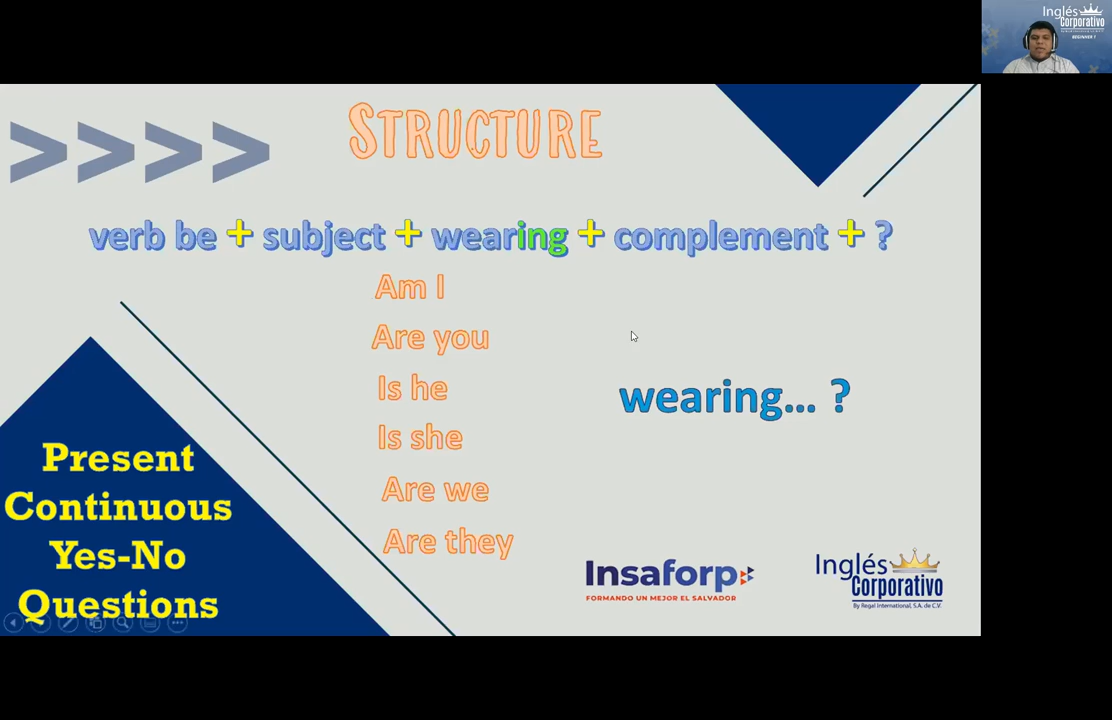 Inglés
Corporativo
BEGINNER 1
>>>>
STRUCTURE
verb be + subject + wearing + complement + ?
Am I
Are you
Is he
Is she
Are we
Are they
wearing... ?
Present
Continuous
Yes-No
Questions
Insaforp
FORMANDO UN MEJOR EL SALVADOR
Inglés
Corporativo
By Regal International, S.A. de C.V.